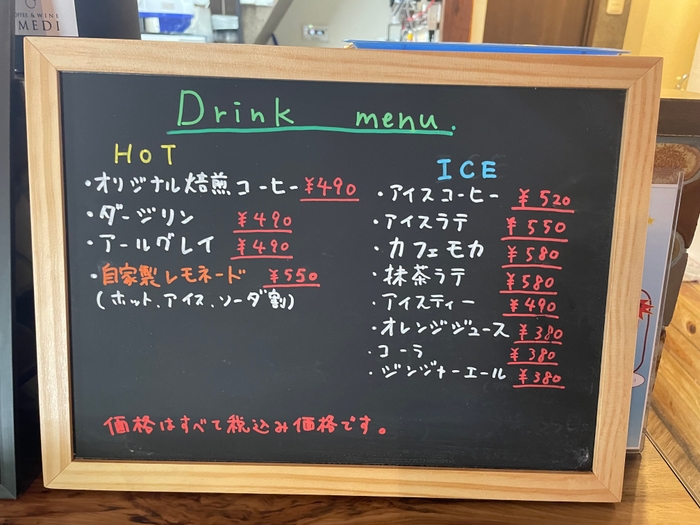 COFFEE & WINE
MEDI
Drink menu.
HOT
・オリジナル焙煎コーヒー ¥490
・ダージリン ¥490
・アールグレイ ¥490
・自家製レモネード ¥550
(ホット、アイス、ソーダ割)
ICE
・アイスコーヒー ¥520
・アイスラテ ¥550
・カフェモカ ¥580
・抹茶ラテ ¥580
・アイスティー ¥490
・オレンジジュース ¥380
・コーラ ¥380
・ジンジャーエール ¥380
価格はすべて税込み価格です。